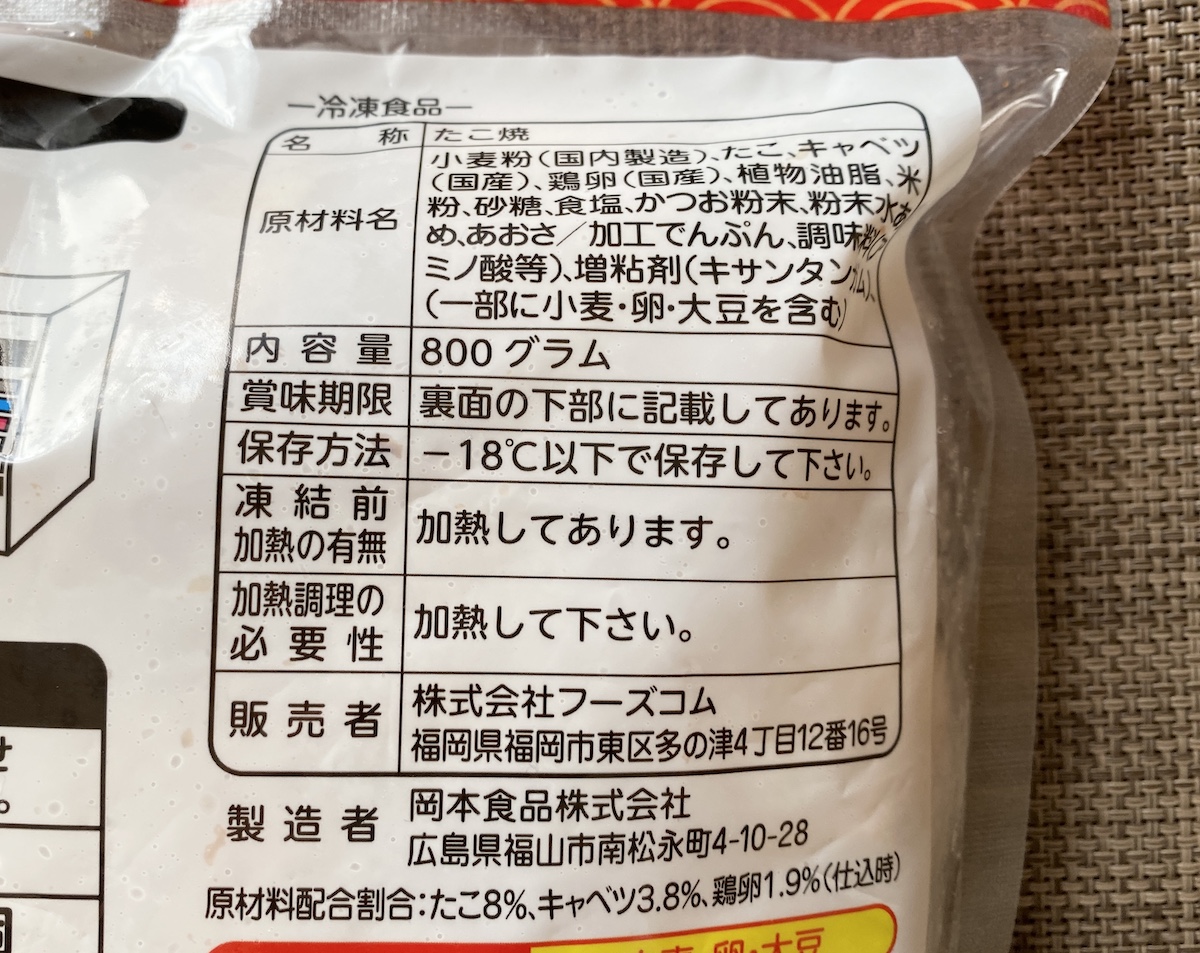 ー冷凍食品ー
名称 たこ焼
原材料名
小麦粉(国内製造)、たこ、キャベツ
(国産)、鶏卵(国産)、植物油脂、米
粉、砂糖、食塩、かつお粉末、粉末水あ
め、あおさ/加工でんぷん、調味料(ア
ミノ酸等)、増粘剤(キサンタンガム)、
(一部に小麦・卵・大豆を含む)
内容量 800グラム
賞味期限 裏面の下部に記載してあります。
保存方法 −18℃以下で保存して下さい。
凍結前
加熱の有無
加熱してあります。
加熱調理の
必要性
加熱して下さい。
販売者
株式会社フーズコム
福岡県福岡市東区多の津4丁目12番16号
製造者
岡本食品株式会社
広島県福山市南松永町4-10-28
原材料配合割合:たこ8%、キャベツ3.8%、鶏卵1.9%(仕込時)
小麦・卵・大豆
せ
。